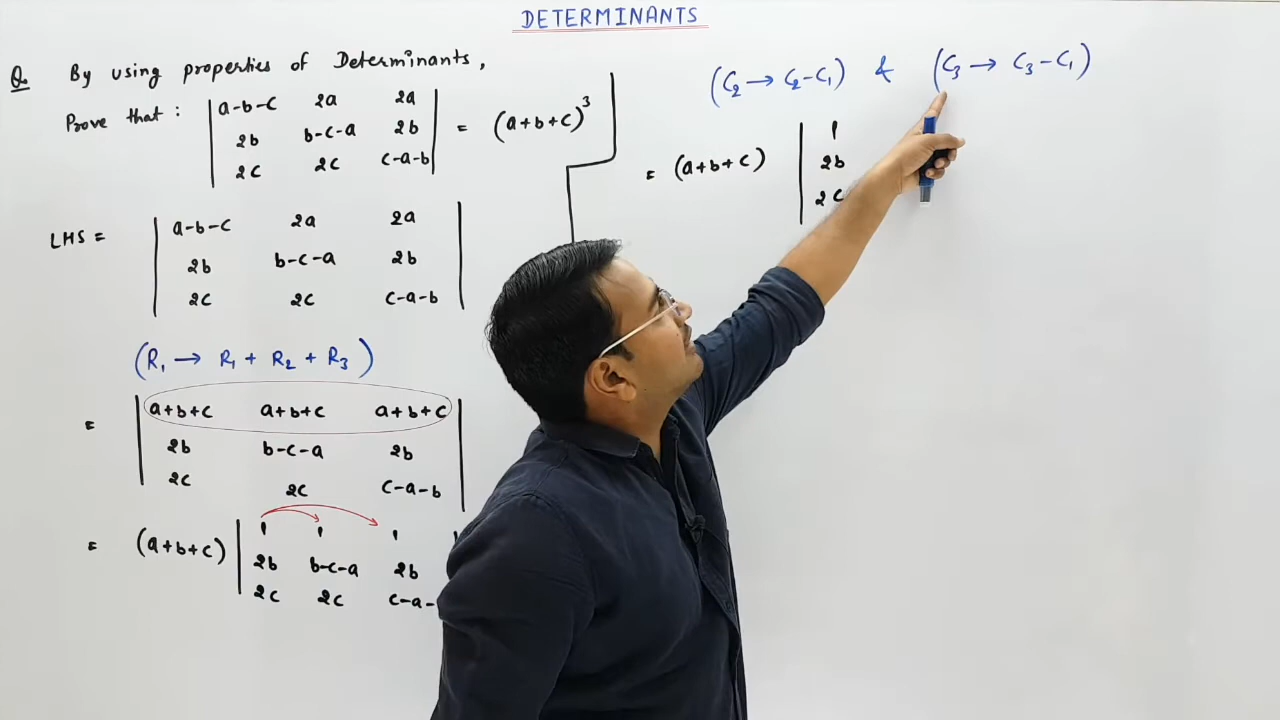 DETERMINANTS
Q. By using properties of Determinants,
Prove that : | a-b-c 2a 2a |
| 2b b-c-a 2b | = (a+b+c)³
| 2c 2c c-a-b |
LHS = | a-b-c 2a 2a |
| 2b b-c-a 2b |
| 2c 2c c-a-b |
(R₁ → R₁ + R₂ + R₃)
= | a+b+c a+b+c a+b+c |
| 2b b-c-a 2b |
| 2c 2c c-a-b |
= (a+b+c) | 1 1 1 |
| 2b b-c-a 2b |
| 2c 2c c-a-
(C₂ → C₂-C₁) & (C₃ → C₃-C₁)
= (a+b+c) | 1
| 2b
| 2c